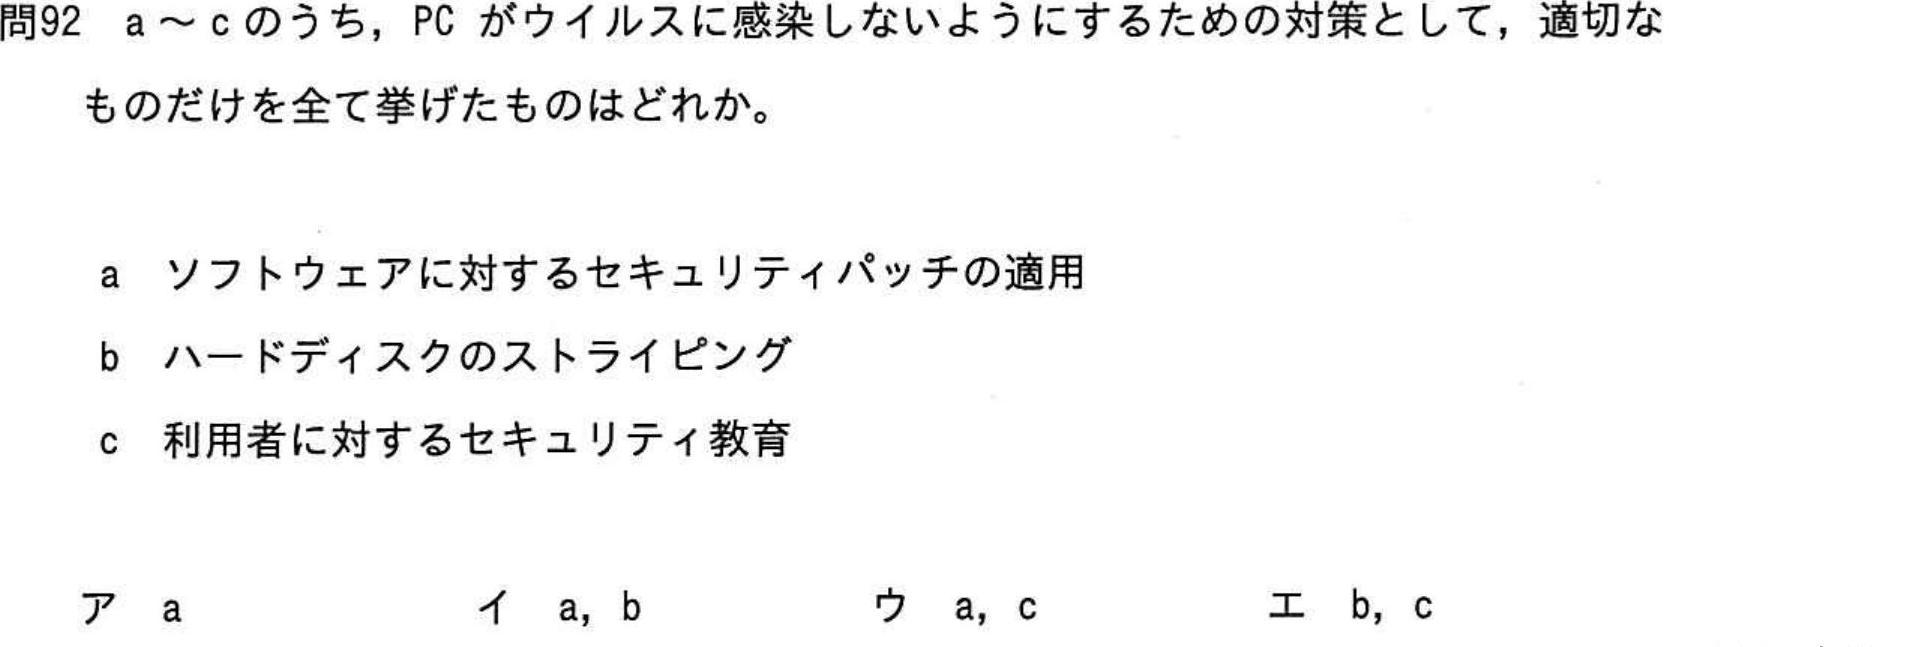 問92 a～cのうち，PC がウイルスに感染しないようにするための対策として，適切な
ものだけを全て挙げたものはどれか。
a ソフトウェアに対するセキュリティパッチの適用
b ハードディスクのストライピング
c 利用者に対するセキュリティ教育
ア a イ a, b ウ a, c エ b, c